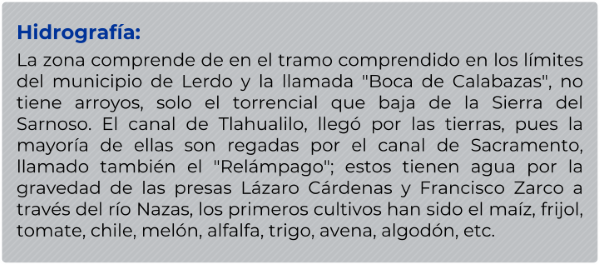 Hidrografía:
La zona comprende de en el tramo comprendido en los límites
del municipio de Lerdo y la llamada "Boca de Calabazas", no
tiene arroyos, solo el torrencial que baja de la Sierra del
Sarnoso. El canal de Tlahualilo, llegó por las tierras, pues la
mayoría de ellas son regadas por el canal de Sacramento,
llamado también el "Relámpago"; estos tienen agua por la
gravedad de las presas Lázaro Cárdenas y Francisco Zarco a
través del río Nazas, los primeros cultivos han sido el maíz, frijol,
tomate, chile, melón, alfalfa, trigo, avena, algodón, etc.